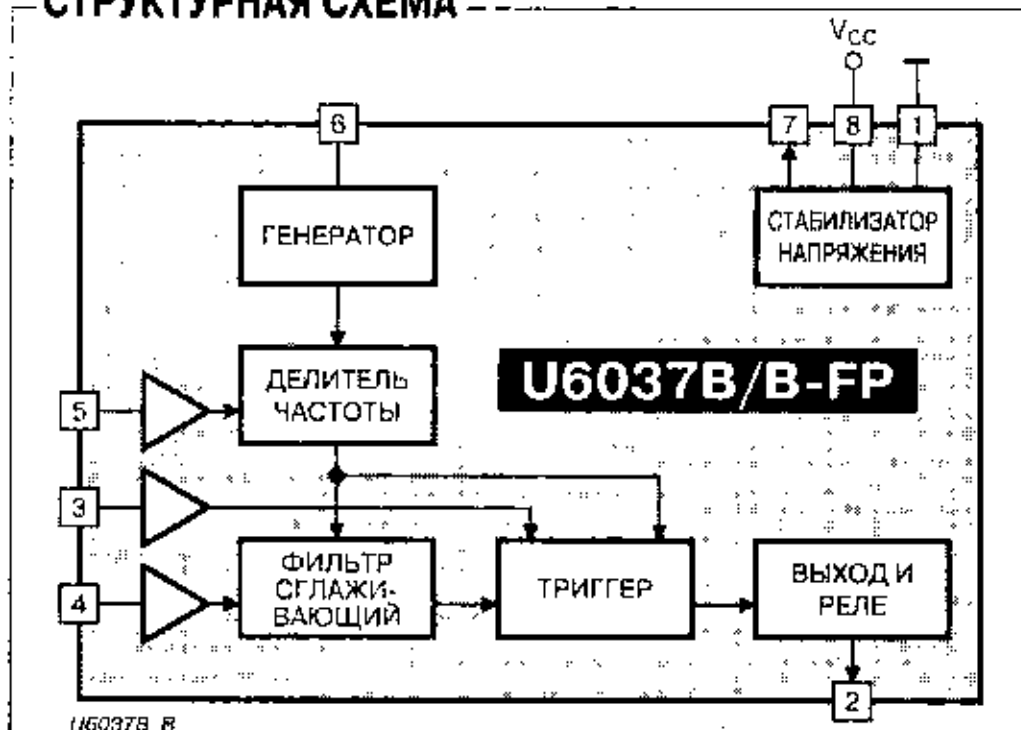 СТРУКТУРНАЯ СХЕМА
VCC
6
7
8
1
ГЕНЕРАТОР
СТАБИЛИЗАТОР
НАПРЯЖЕНИЯ
ДЕЛИТЕЛЬ
ЧАСТОТЫ
U6037B/B-FP
5
3
4
ФИЛЬТР
СГЛАЖИ-
ВАЮЩИЙ
ТРИГГЕР
ВЫХОД И
РЕЛЕ
2
U6037B_B